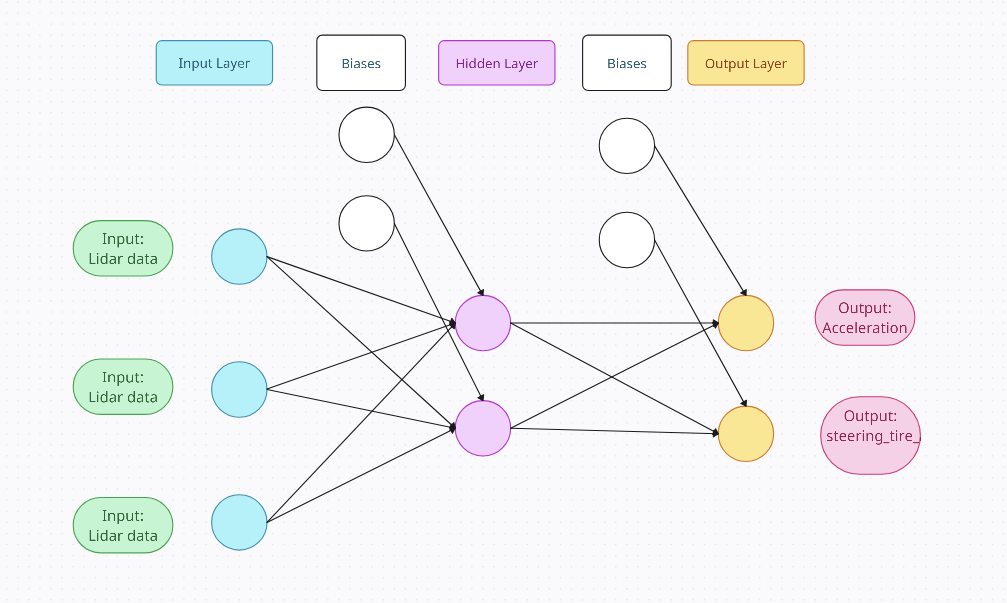 Input Layer
Biases
Hidden Layer
Biases
Output Layer
Input:
Lidar data
Input:
Lidar data
Input:
Lidar data
Output:
Acceleration
Output:
steering_tire_